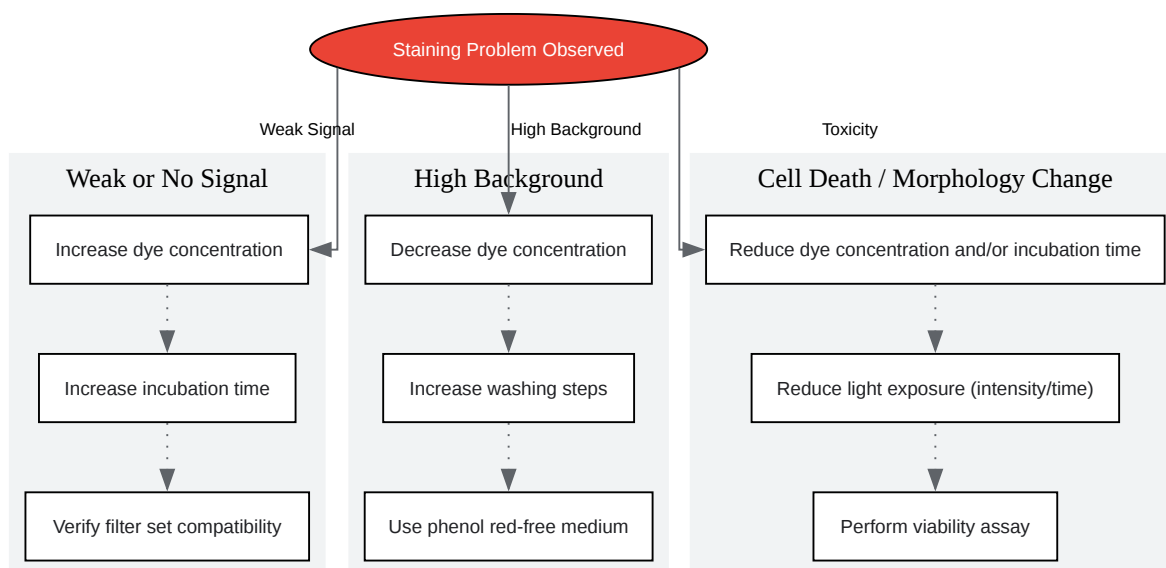 Staining Problem Observed
Weak Signal
High Background
Toxicity
Weak or No Signal
High Background
Cell Death / Morphology Change
Increase dye concentration
Decrease dye concentration
Reduce dye concentration and/or incubation time
Increase incubation time
Increase washing steps
Reduce light exposure (intensity/time)
Verify filter set compatibility
Use phenol red-free medium
Perform viability assay